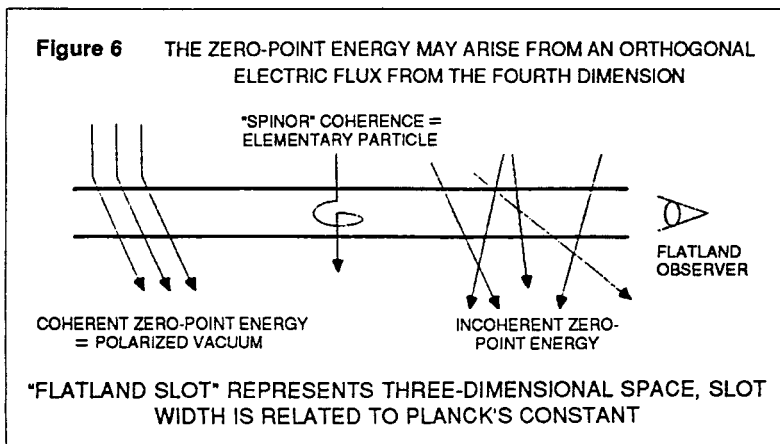 Figure 6 THE ZERO-POINT ENERGY MAY ARISE FROM AN ORTHOGONAL
ELECTRIC FLUX FROM THE FOURTH DIMENSION
"SPINOR" COHERENCE =
ELEMENTARY PARTICLE
FLATLAND
OBSERVER
COHERENT ZERO-POINT ENERGY
= POLARIZED VACUUM
INCOHERENT ZERO-
POINT ENERGY
"FLATLAND SLOT" REPRESENTS THREE-DIMENSIONAL SPACE, SLOT
WIDTH IS RELATED TO PLANCK'S CONSTANT